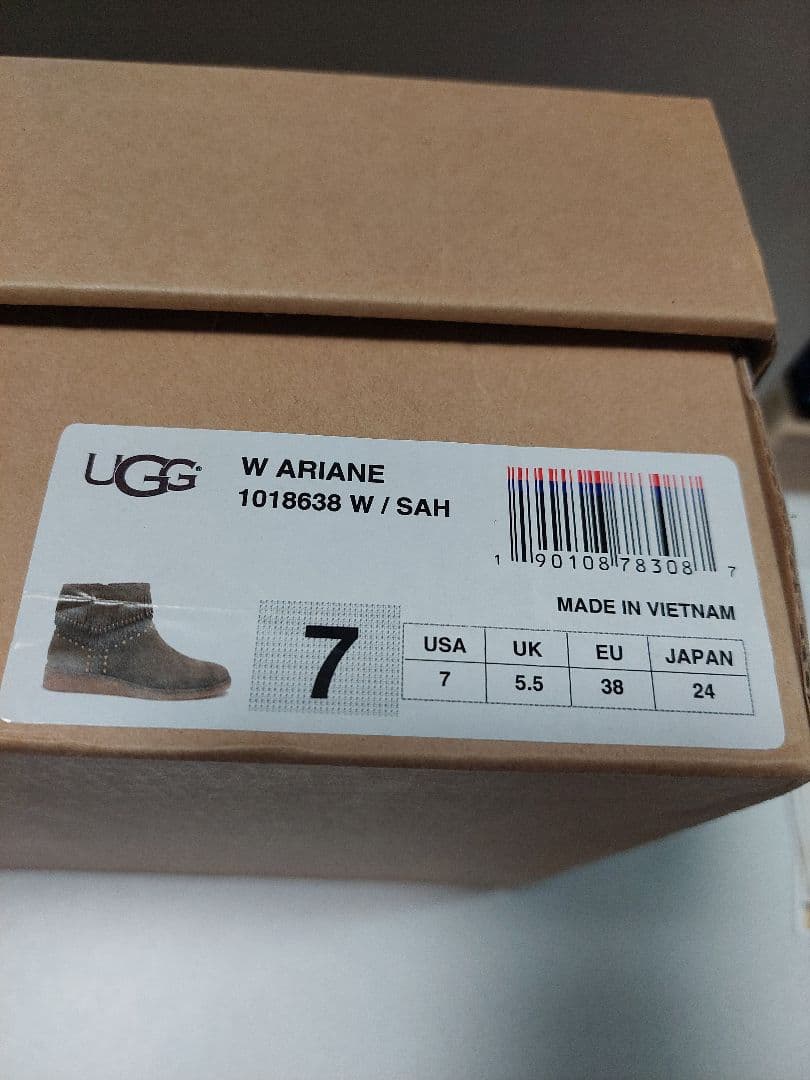 UGG®
W ARIANE
1018638 W / SAH
1 90108 78308 7
MADE IN VIETNAM
7
USA UK EU JAPAN
7 5.5 38 24